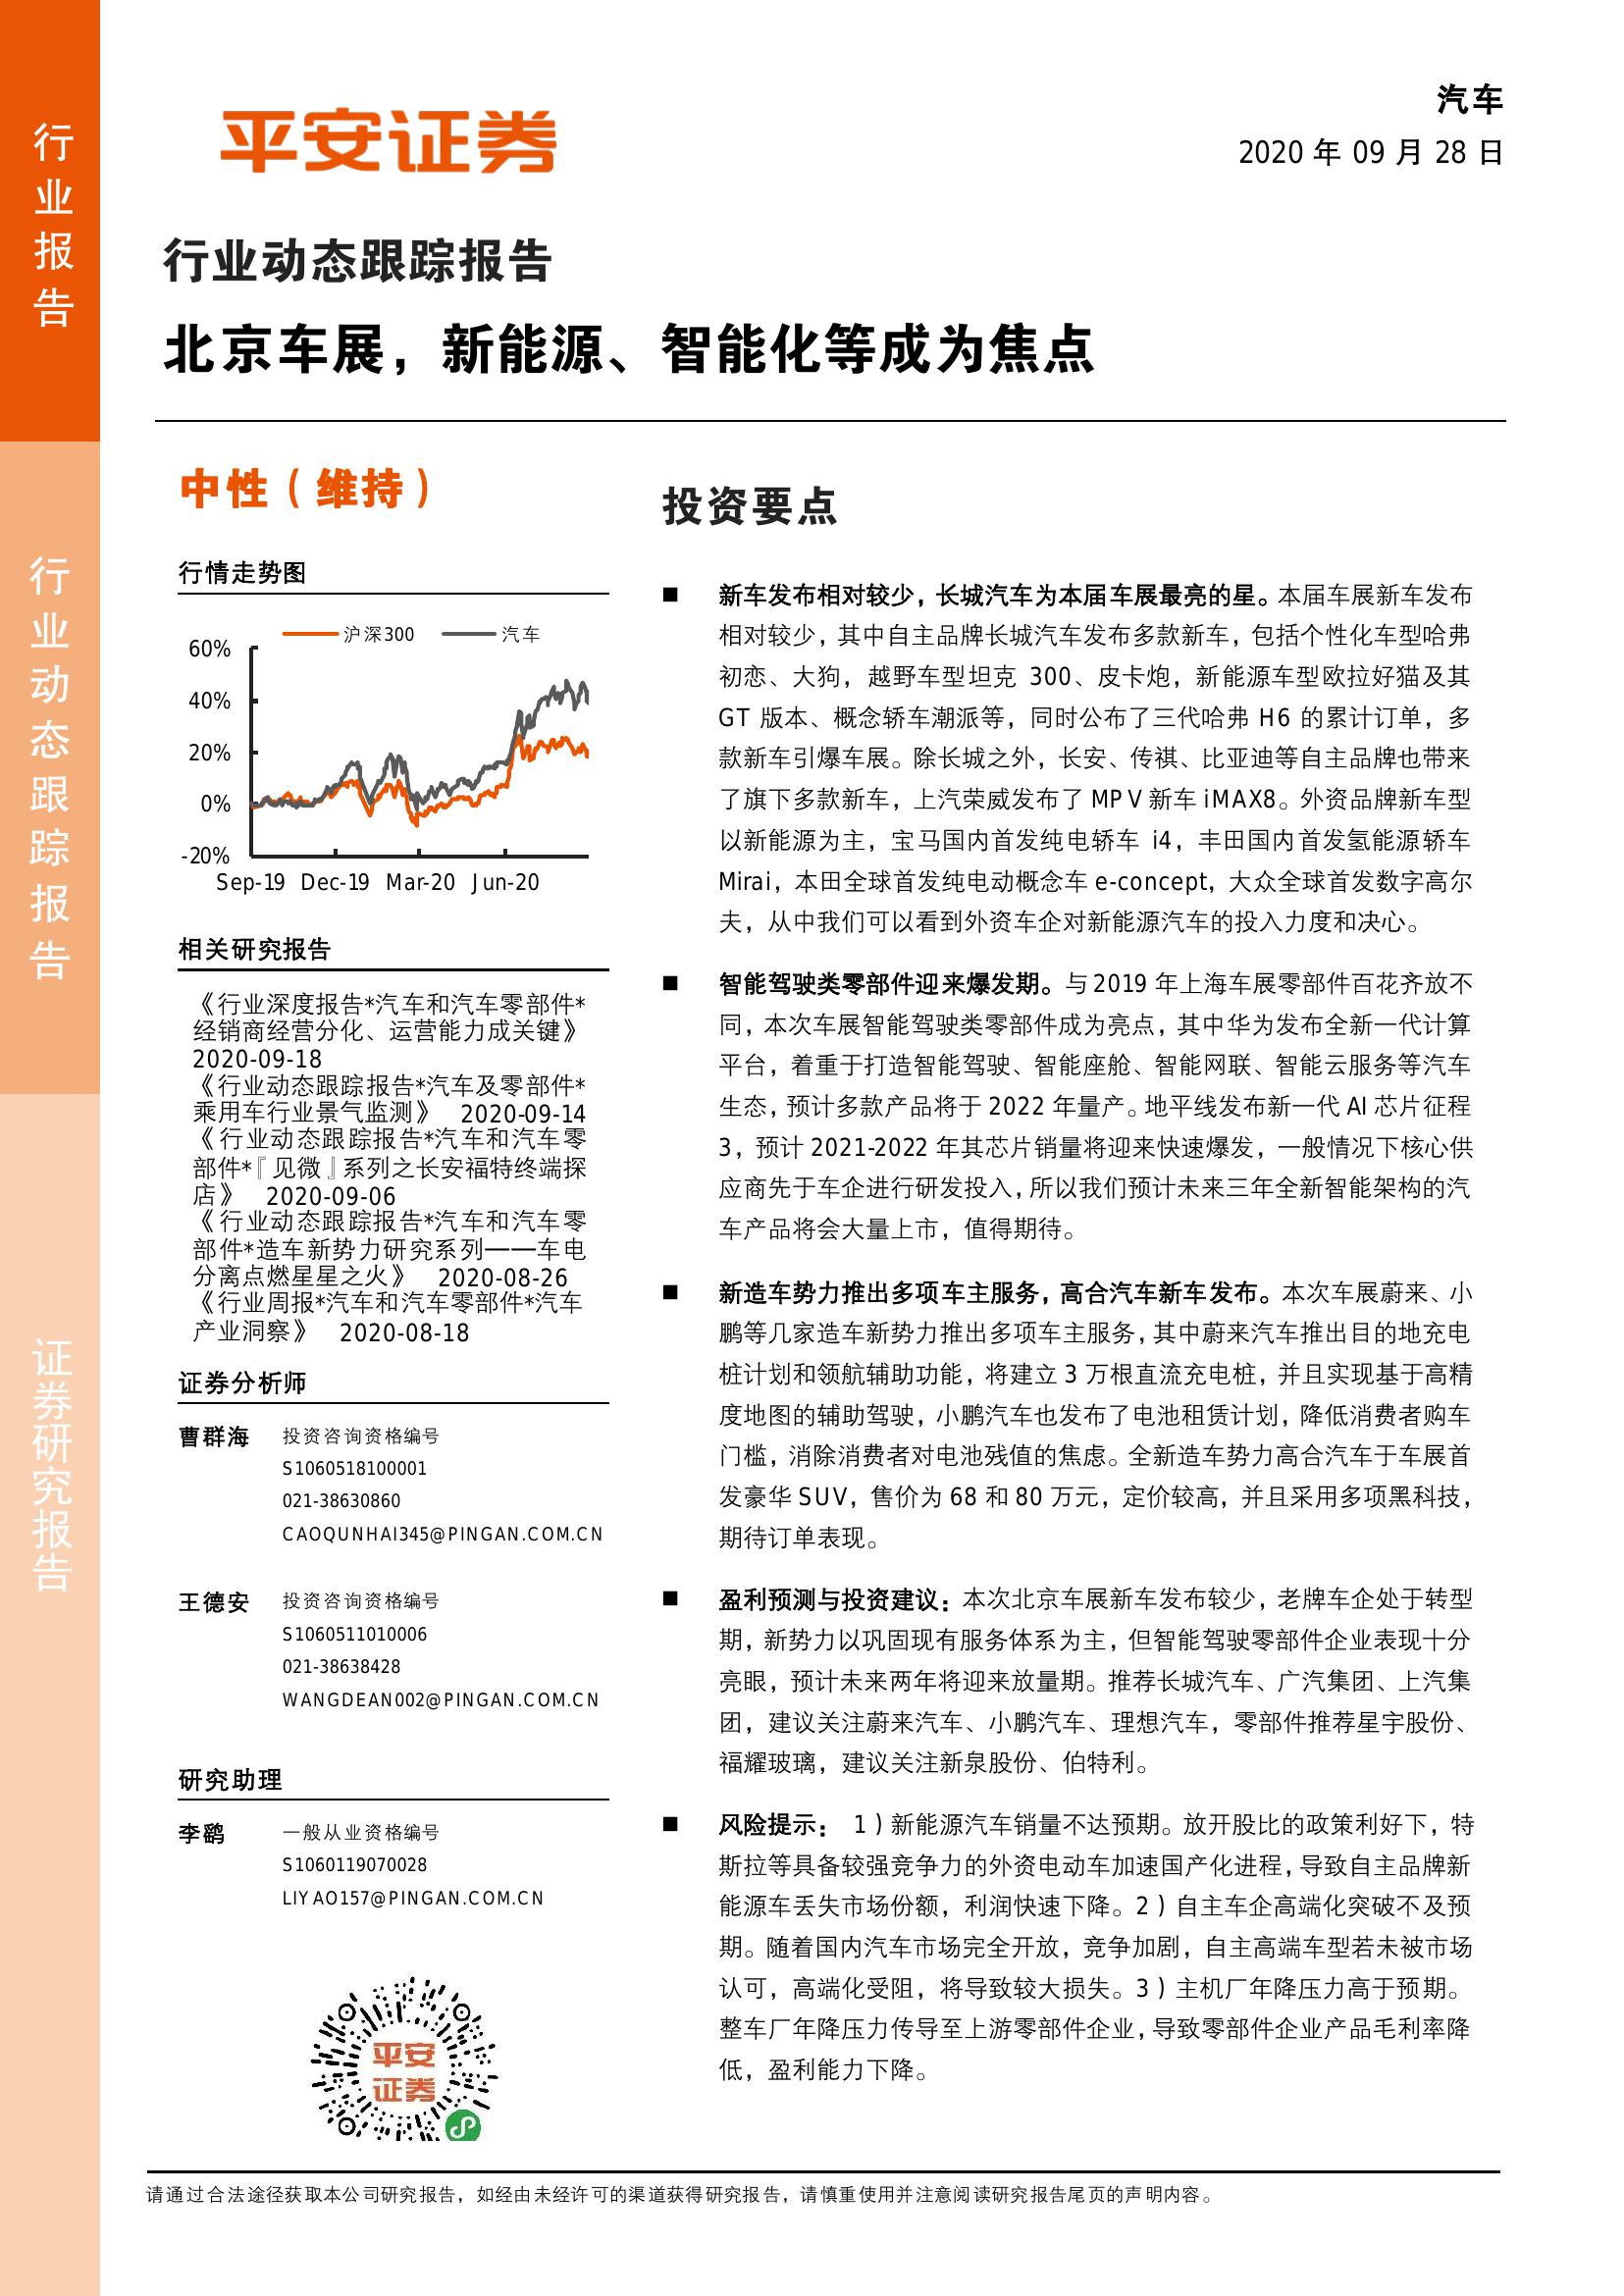 行业报告
行业动态跟踪报告
证券研究报告
平安证券
汽车
2020 年 09 月 28 日
行业动态跟踪报告
北京车展，新能源、智能化等成为焦点
中性（维持）
行情走势图
沪深300 汽车
60%
40%
20%
0%
-20%
Sep-19 Dec-19 Mar-20 Jun-20
相关研究报告
《行业深度报告*汽车和汽车零部件*
经销商经营分化、运营能力成关键》
2020-09-18
《行业动态跟踪报告*汽车及零部件*
乘用车行业景气监测》 2020-09-14
《行业动态跟踪报告*汽车和汽车零
部件*『见微』系列之长安福特终端探
店》 2020-09-06
《行业动态跟踪报告*汽车和汽车零
部件*造车新势力研究系列——车电
分离点燃星星之火》 2020-08-26
《行业周报*汽车和汽车零部件*汽车
产业洞察》 2020-08-18
证券分析师
曹群海 投资咨询资格编号
S1060518100001
021-38630860
CAOQUNHAI345@PINGAN.COM.CN
王德安 投资咨询资格编号
S1060511010006
021-38638428
WANGDEAN002@PINGAN.COM.CN
研究助理
李鹞 一般从业资格编号
S1060119070028
LIYAO157@PINGAN.COM.CN
平安
证券
投资要点
■ 新车发布相对较少，长城汽车为本届车展最亮的星。本届车展新车发布
相对较少，其中自主品牌长城汽车发布多款新车，包括个性化车型哈弗
初恋、大狗，越野车型坦克 300、皮卡炮，新能源车型欧拉好猫及其
GT 版本、概念轿车潮派等，同时公布了三代哈弗 H6 的累计订单，多
款新车引爆车展。除长城之外，长安、传祺、比亚迪等自主品牌也带来
了旗下多款新车，上汽荣威发布了 MPV 新车 iMAX8。外资品牌新车型
以新能源为主，宝马国内首发纯电轿车 i4，丰田国内首发氢能源轿车
Mirai，本田全球首发纯电动概念车 e-concept，大众全球首发数字高尔
夫，从中我们可以看到外资车企对新能源汽车的投入力度和决心。
■ 智能驾驶类零部件迎来爆发期。与 2019 年上海车展零部件百花齐放不
同，本次车展智能驾驶类零部件成为亮点，其中华为发布全新一代计算
平台，着重于打造智能驾驶、智能座舱、智能网联、智能云服务等汽车
生态，预计多款产品将于 2022 年量产。地平线发布新一代 AI 芯片征程
3，预计 2021-2022 年其芯片销量将迎来快速爆发，一般情况下核心供
应商先于车企进行研发投入，所以我们预计未来三年全新智能架构的汽
车产品将会大量上市，值得期待。
■ 新造车势力推出多项车主服务，高合汽车新车发布。本次车展蔚来、小
鹏等几家造车新势力推出多项车主服务，其中蔚来汽车推出目的地充电
桩计划和领航辅助功能，将建立 3 万根直流充电桩，并且实现基于高精
度地图的辅助驾驶，小鹏汽车也发布了电池租赁计划，降低消费者购车
门槛，消除消费者对电池残值的焦虑。全新造车势力高合汽车于车展首
发豪华 SUV，售价为 68 和 80 万元，定价较高，并且采用多项黑科技，
期待订单表现。
■ 盈利预测与投资建议：本次北京车展新车发布较少，老牌车企处于转型
期，新势力以巩固现有服务体系为主，但智能驾驶零部件企业表现十分
亮眼，预计未来两年将迎来放量期。推荐长城汽车、广汽集团、上汽集
团，建议关注蔚来汽车、小鹏汽车、理想汽车，零部件推荐星宇股份、
福耀玻璃，建议关注新泉股份、伯特利。
■ 风险提示： 1）新能源汽车销量不达预期。放开股比的政策利好下，特
斯拉等具备较强竞争力的外资电动车加速国产化进程，导致自主品牌新
能源车丢失市场份额，利润快速下降。2）自主车企高端化突破不及预
期。随着国内汽车市场完全开放，竞争加剧，自主高端车型若未被市场
认可，高端化受阻，将导致较大损失。3）主机厂年降压力高于预期。
整车厂年降压力传导至上游零部件企业，导致零部件企业产品毛利率降
低，盈利能力下降。
请通过合法途径获取本公司研究报告，如经由未经许可的渠道获得研究报告，请慎重使用并注意阅读研究报告尾页的声明内容。